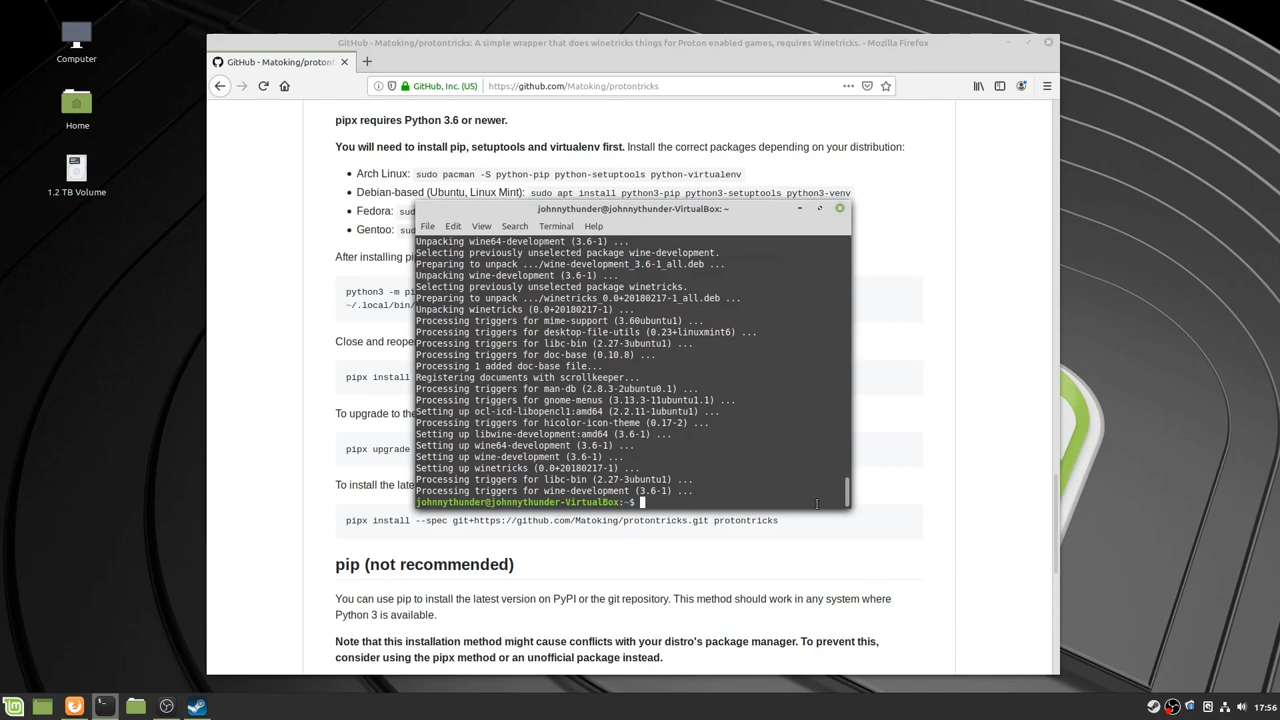 Computer
Home
1.2 TB Volume
GitHub - Matoking/protontricks: A simple wrapper that does winetricks things for Proton enabled games, requires Winetricks. - Mozilla Firefox
GitHub - Matoking/proton
GitHub, Inc. (US)
https://github.com/Matoking/protontricks
pipx requires Python 3.6 or newer.
You will need to install pip, setuptools and virtualenv first. Install the correct packages depending on your distribution:
Arch Linux: sudo pacman -S python-pip python-setuptools python-virtualenv
Debian-based (Ubuntu, Linux Mint): sudo apt install python3-pip python3-setuptools python3-venv
Fedora: sud
Gentoo: sud
After installing pi
python3 -m pi
~/.local/bin/
Close and reope
pipx install
To upgrade to the
pipx upgrade
To install the late
pipx install --spec git+https://github.com/Matoking/protontricks.git protontricks
pip (not recommended)
You can use pip to install the latest version on PyPI or the git repository. This method should work in any system where
Python 3 is available.
Note that this installation method might cause conflicts with your distro's package manager. To prevent this,
consider using the pipx method or an unofficial package instead.
johnnythunder@johnnythunder-VirtualBox: ~
File Edit View Search Terminal Help
Unpacking wine64-development (3.6-1) ...
Selecting previously unselected package wine-development.
Preparing to unpack .../wine-development_3.6-1_all.deb ...
Unpacking wine-development (3.6-1) ...
Selecting previously unselected package winetricks.
Preparing to unpack .../winetricks_0.0+20180217-1_all.deb ...
Unpacking winetricks (0.0+20180217-1) ...
Processing triggers for mime-support (3.60ubuntu1) ...
Processing triggers for desktop-file-utils (0.23+linuxmint6) ...
Processing triggers for libc-bin (2.27-3ubuntu1) ...
Processing triggers for doc-base (0.10.8) ...
Processing 1 added doc-base file...
Registering documents with scrollkeeper...
Processing triggers for man-db (2.8.3-2ubuntu0.1) ...
Processing triggers for gnome-menus (3.13.3-11ubuntu1.1) ...
Setting up ocl-icd-libopencl1:amd64 (2.2.11-1ubuntu1) ...
Processing triggers for hicolor-icon-theme (0.17-2) ...
Setting up libwine-development:amd64 (3.6-1) ...
Setting up wine64-development (3.6-1) ...
Setting up wine-development (3.6-1) ...
Setting up winetricks (0.0+20180217-1) ...
Processing triggers for libc-bin (2.27-3ubuntu1) ...
Processing triggers for wine-development (3.6-1) ...
johnnythunder@johnnythunder-VirtualBox:~$
17:56